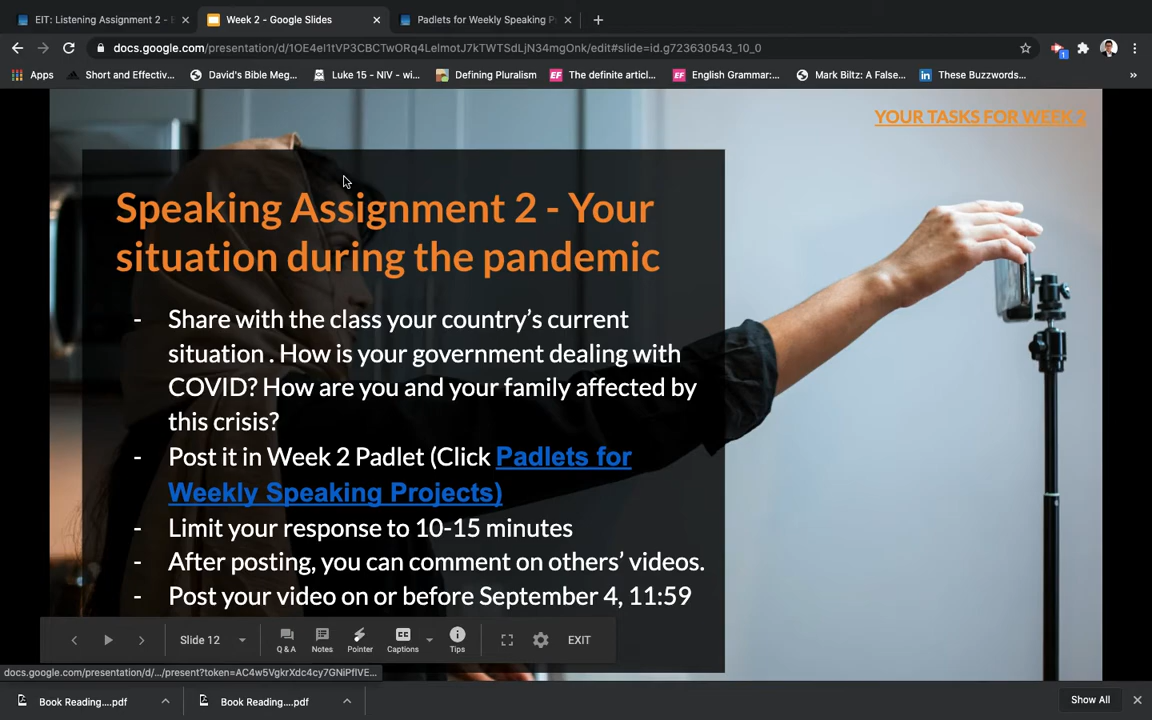 EIT: Listening Assignment 2 - E
Week 2 - Google Slides
Padlets for Weekly Speaking P
docs.google.com/presentation/d/1OE4eI1tVP3CBCTwORq4LelmotJ7kTWTSdLjN34mgOnk/edit#slide=id.g723630543_10_0
1
Apps
Short and Effectiv...
David's Bible Meg...
Luke 15 - NIV - wi...
Defining Pluralism
EF
The definite articl...
EF
English Grammar:...
Mark Biltz: A False...
in
These Buzzwords...
»
YOUR TASKS FOR WEEK 2
Speaking Assignment 2 - Your
situation during the pandemic
- Share with the class your country's current
situation . How is your government dealing with
COVID? How are you and your family affected by
this crisis?
- Post it in Week 2 Padlet (Click Padlets for
Weekly Speaking Projects)
- Limit your response to 10-15 minutes
- After posting, you can comment on others' videos.
- Post your video on or before September 4, 11:59
Slide 12
Q & A
Notes
Pointer
CC
Captions
Tips
EXIT
docs.google.com/presentation/d/.../present?token=AC4w5VgkrXdc4cy7GNiPfIVE...
Book Reading....pdf
Book Reading....pdf
Show All